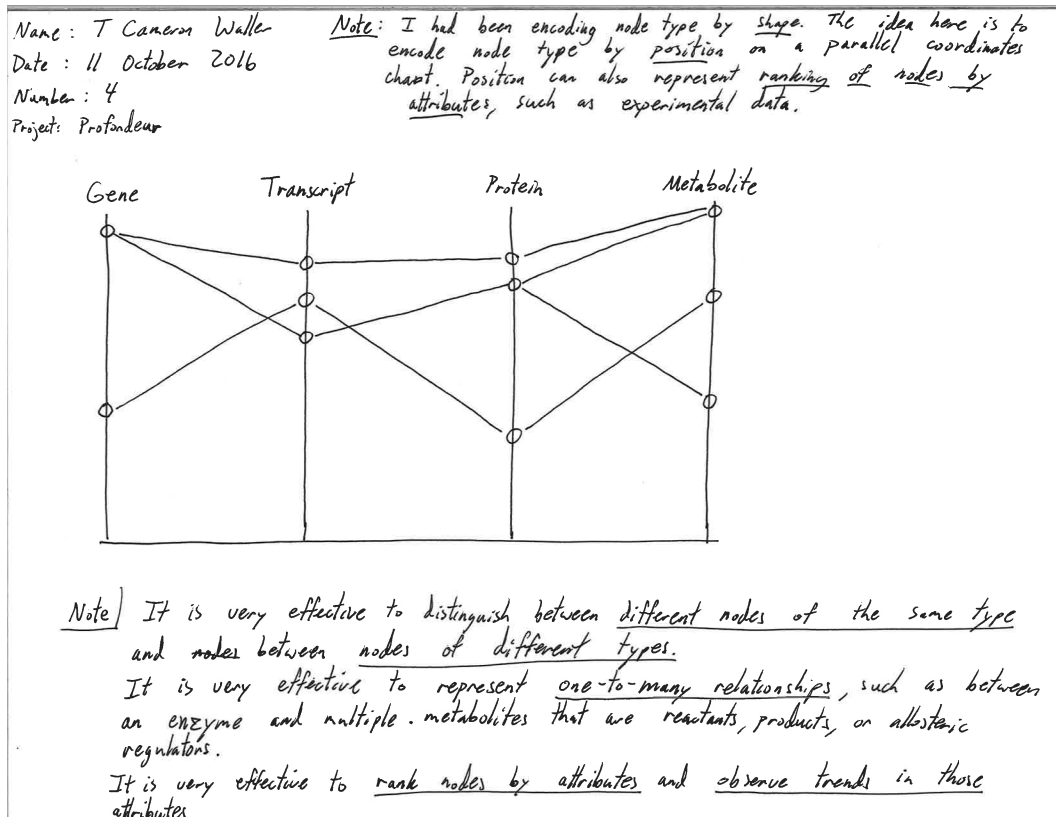 Name: T Cameron Waller
Date: 11 October 2016
Number: 4
Project: Profondeur
Note: I had been encoding node type by shape. The idea here is to
encode node type by position on a parallel coordinates
chart. Position can also represent ranking of nodes by
attributes, such as experimental data.
Gene
Transcript
Protein
Metabolite
Note) It is very effective to distinguish between different nodes of the same type
and nodes between nodes of different types.
It is very effective to represent one-to-many relationships, such as between
an enzyme and multiple metabolites that are reactants, products, or allosteric
regulators.
It is very effective to rank nodes by attributes and observe trends in those
attributes